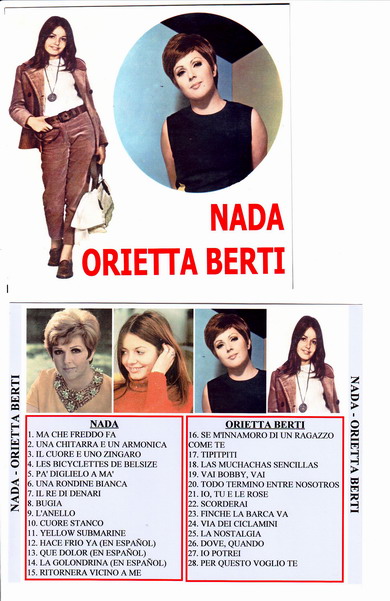 NADA
ORIETTA BERTI
NADA - ORIETTA BERTI
NADA
1. MA CHE FREDDO FA
2. UNA CHITARRA E UN ARMONICA
3. IL CUORE E UNO ZINGARO
4. LES BICYCLETTES DE BELSIZE
5. PA' DIGLIELO A MA'
6. UNA RONDINE BIANCA
7. IL RE DI DENARI
8. BUGIA
9. L'ANELLO
10. CUORE STANCO
11. YELLOW SUBMARINE
12. HACE FRIO YA (EN ESPAÑOL)
13. QUE DOLOR (EN ESPAÑOL)
14. LA GOLONDRINA (EN ESPAÑOL)
15. RITORNERA VICINO A ME
ORIETTA BERTI
16. SE M'INNAMORO DI UN RAGAZZO
COME TE
17. TIPITPITI
18. LAS MUCHACHAS SENCILLAS
19. VAI BOBBY, VAI
20. TODO TERMINO ENTRE NOSOTROS
21. IO, TU E LE ROSE
22. SCORDERAI
23. FINCHE LA BARCA VA
24. VIA DEI CICLAMINI
25. LA NOSTALGIA
26. DOVE, QUANDO
27. IO POTREI
28. PER QUESTO VOGLIO TE
NADA - ORIETTA BERTI